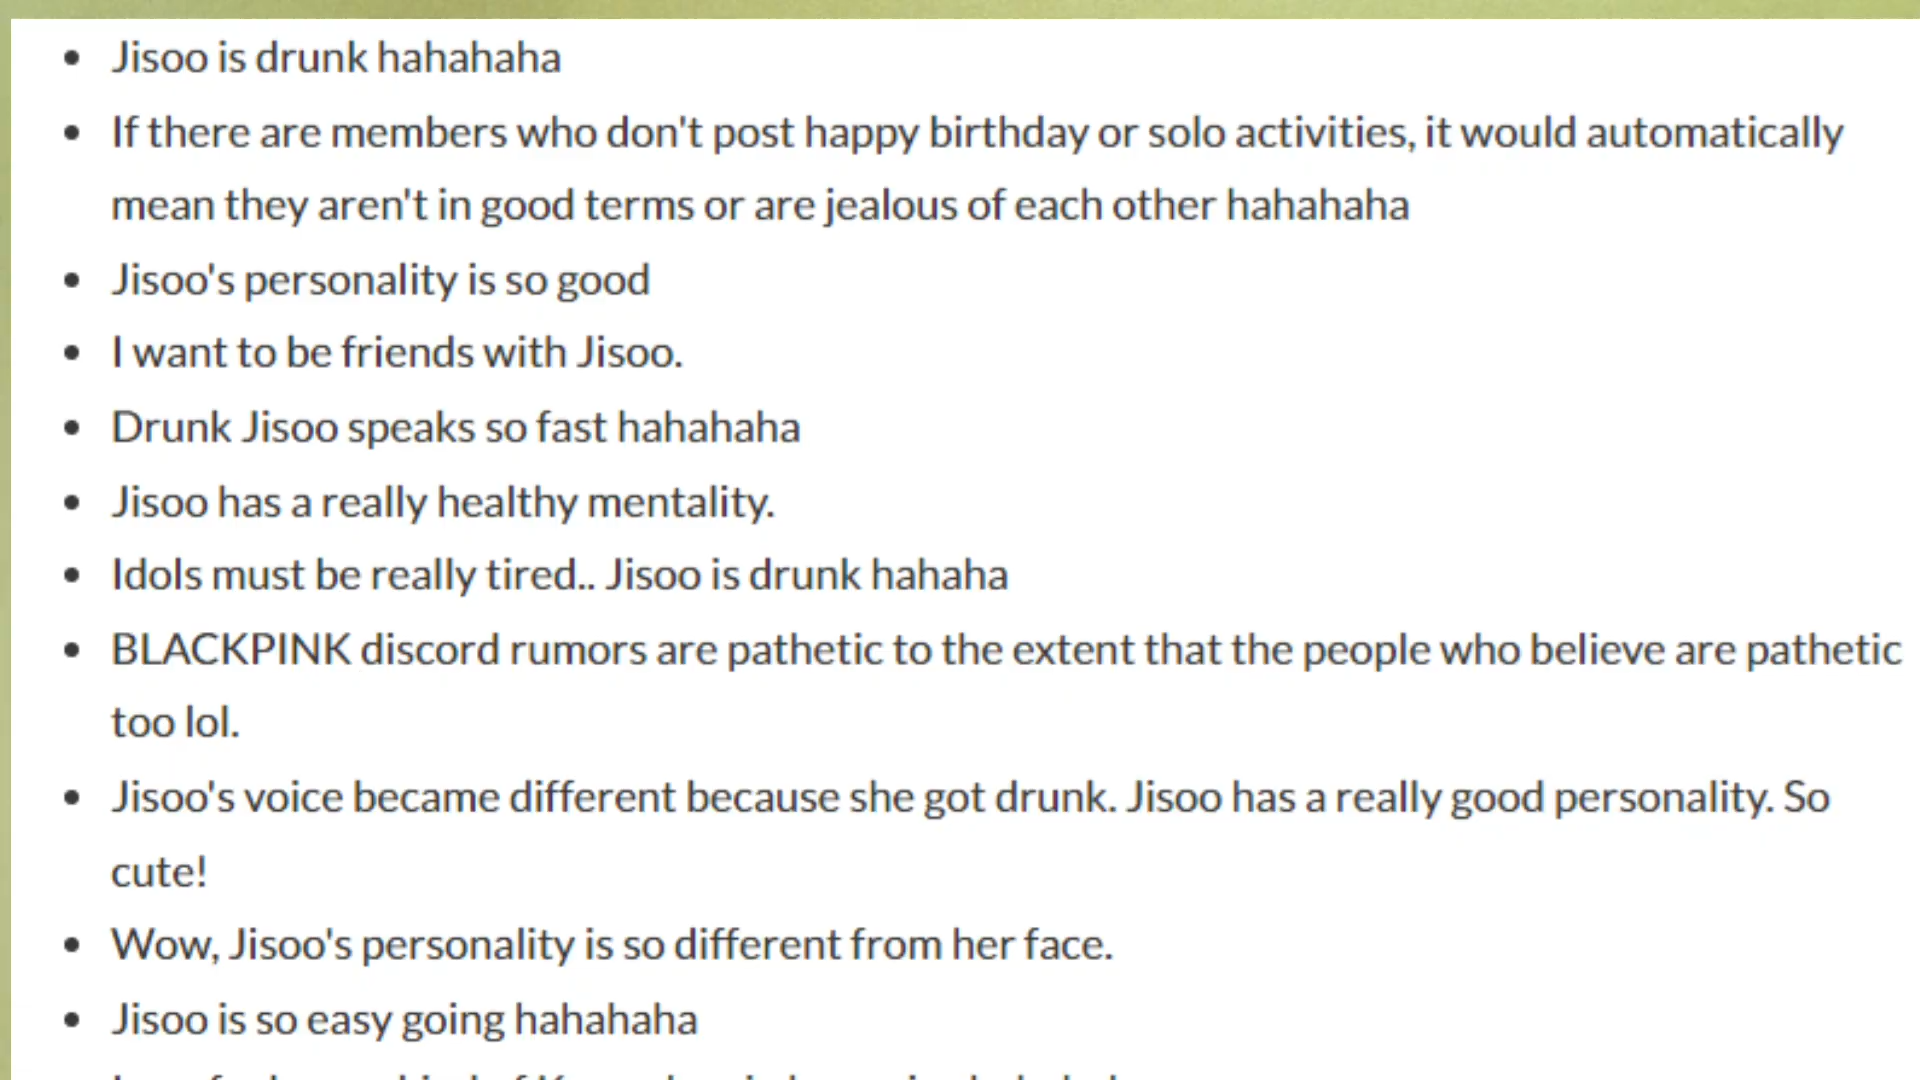 Jisoo is drunk hahahaha
If there are members who don't post happy birthday or solo activities, it would automatically
mean they aren't in good terms or are jealous of each other hahahaha
Jisoo's personality is so good
I want to be friends with Jisoo.
Drunk Jisoo speaks so fast hahahaha
Jisoo has a really healthy mentality.
Idols must be really tired.. Jisoo is drunk hahaha
BLACKPINK discord rumors are pathetic to the extent that the people who believe are pathetic
too lol.
Jisoo's voice became different because she got drunk. Jisoo has a really good personality. So
cute!
Wow, Jisoo's personality is so different from her face.
Jisoo is so easy going hahahaha